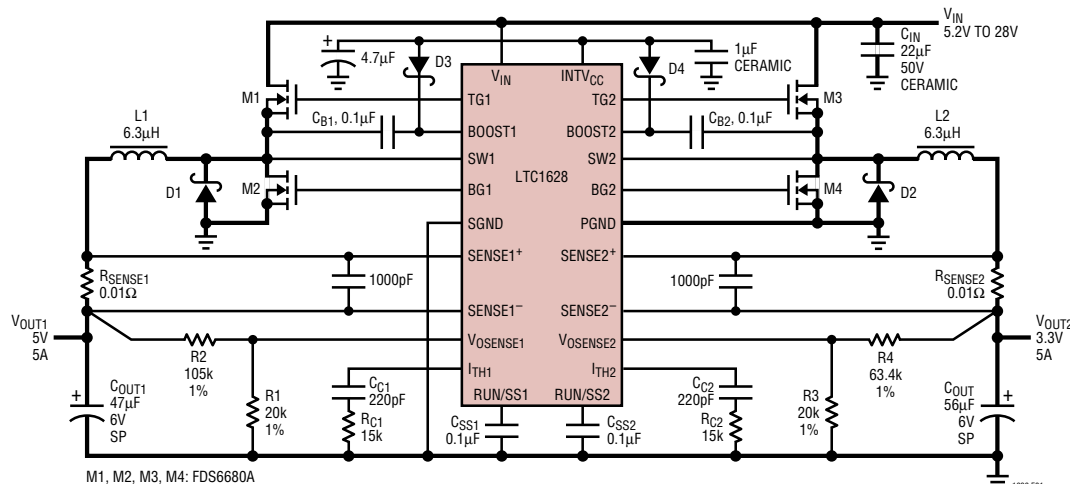 VIN
5.2V TO 28V
CIN
22µF
50V
CERAMIC
4.7µF
D3
D4
1µF
CERAMIC
VIN
INTVCC
M1
TG1
TG2
M3
L1
6.3µH
CB1, 0.1µF
BOOST1
BOOST2
CB2, 0.1µF
L2
6.3µH
SW1
SW2
LTC1628
D1
M2
BG1
BG2
M4
D2
SGND
PGND
SENSE1+
SENSE2+
RSENSE1
0.01Ω
1000pF
1000pF
RSENSE2
0.01Ω
SENSE1–
SENSE2–
VOUT1
5V
5A
VOUT2
3.3V
5A
R2
105k
1%
VOSENSE1
VOSENSE2
R4
63.4k
1%
ITH1
ITH2
COUT1
47µF
6V
SP
R1
20k
1%
CC1
220pF
RC1
15k
RUN/SS1
RUN/SS2
CC2
220pF
RC2
15k
R3
20k
1%
COUT
56µF
6V
SP
CSS1
0.1µF
CSS2
0.1µF
M1, M2, M3, M4: FDS6680A